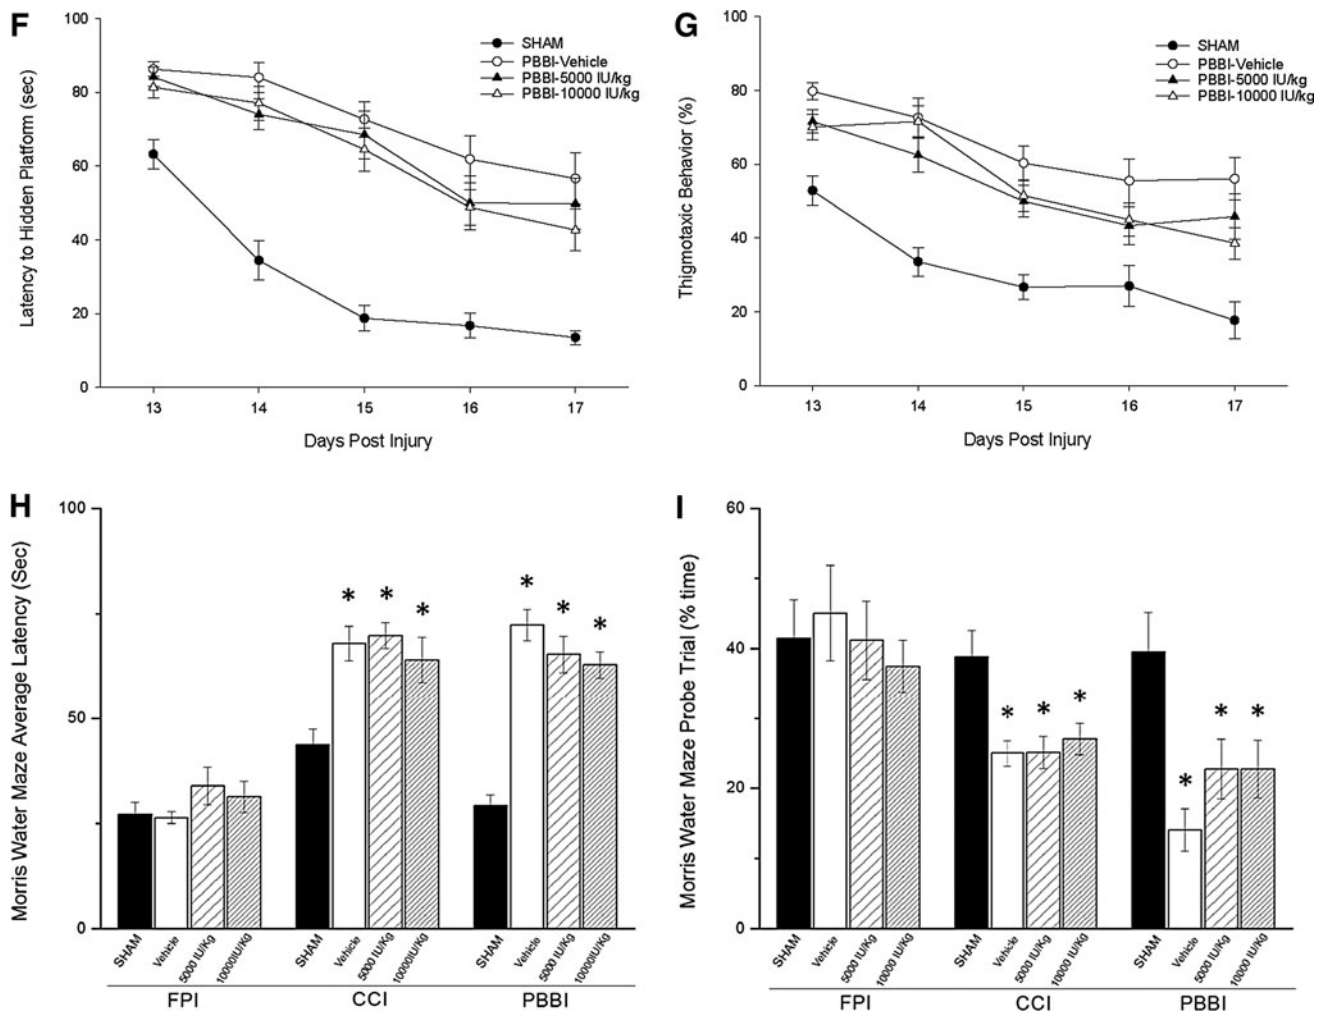 F
100
80
60
40
20
0
Latency to Hidden Platform (sec)
SHAM
PBBI-Vehicle
PBBI-5000 IU/kg
PBBI-10000 IU/kg
13 14 15 16 17
Days Post Injury
G
100
80
60
40
20
0
Thigmotaxic Behavior (%)
SHAM
PBBI-Vehicle
PBBI-5000 IU/kg
PBBI-10000 IU/kg
13 14 15 16 17
Days Post Injury
H
100
50
0
Morris Water Maze Average Latency (Sec)
* * * * * *
SHAM Vehicle 5000 IU/Kg 10000IU/Kg SHAM Vehicle 5000 IU/Kg 10000IU/Kg SHAM Vehicle 5000 IU/Kg 10000IU/Kg
FPI CCI PBBI
I
60
40
20
0
Morris Water Maze Probe Trial (% time)
* * * * * *
SHAM Vehicle 5000 IU/Kg 10000 IU/Kg SHAM Vehicle 5000 IU/Kg 10000 IU/Kg SHAM Vehicle 5000 IU/Kg 10000 IU/Kg
FPI CCI PBBI